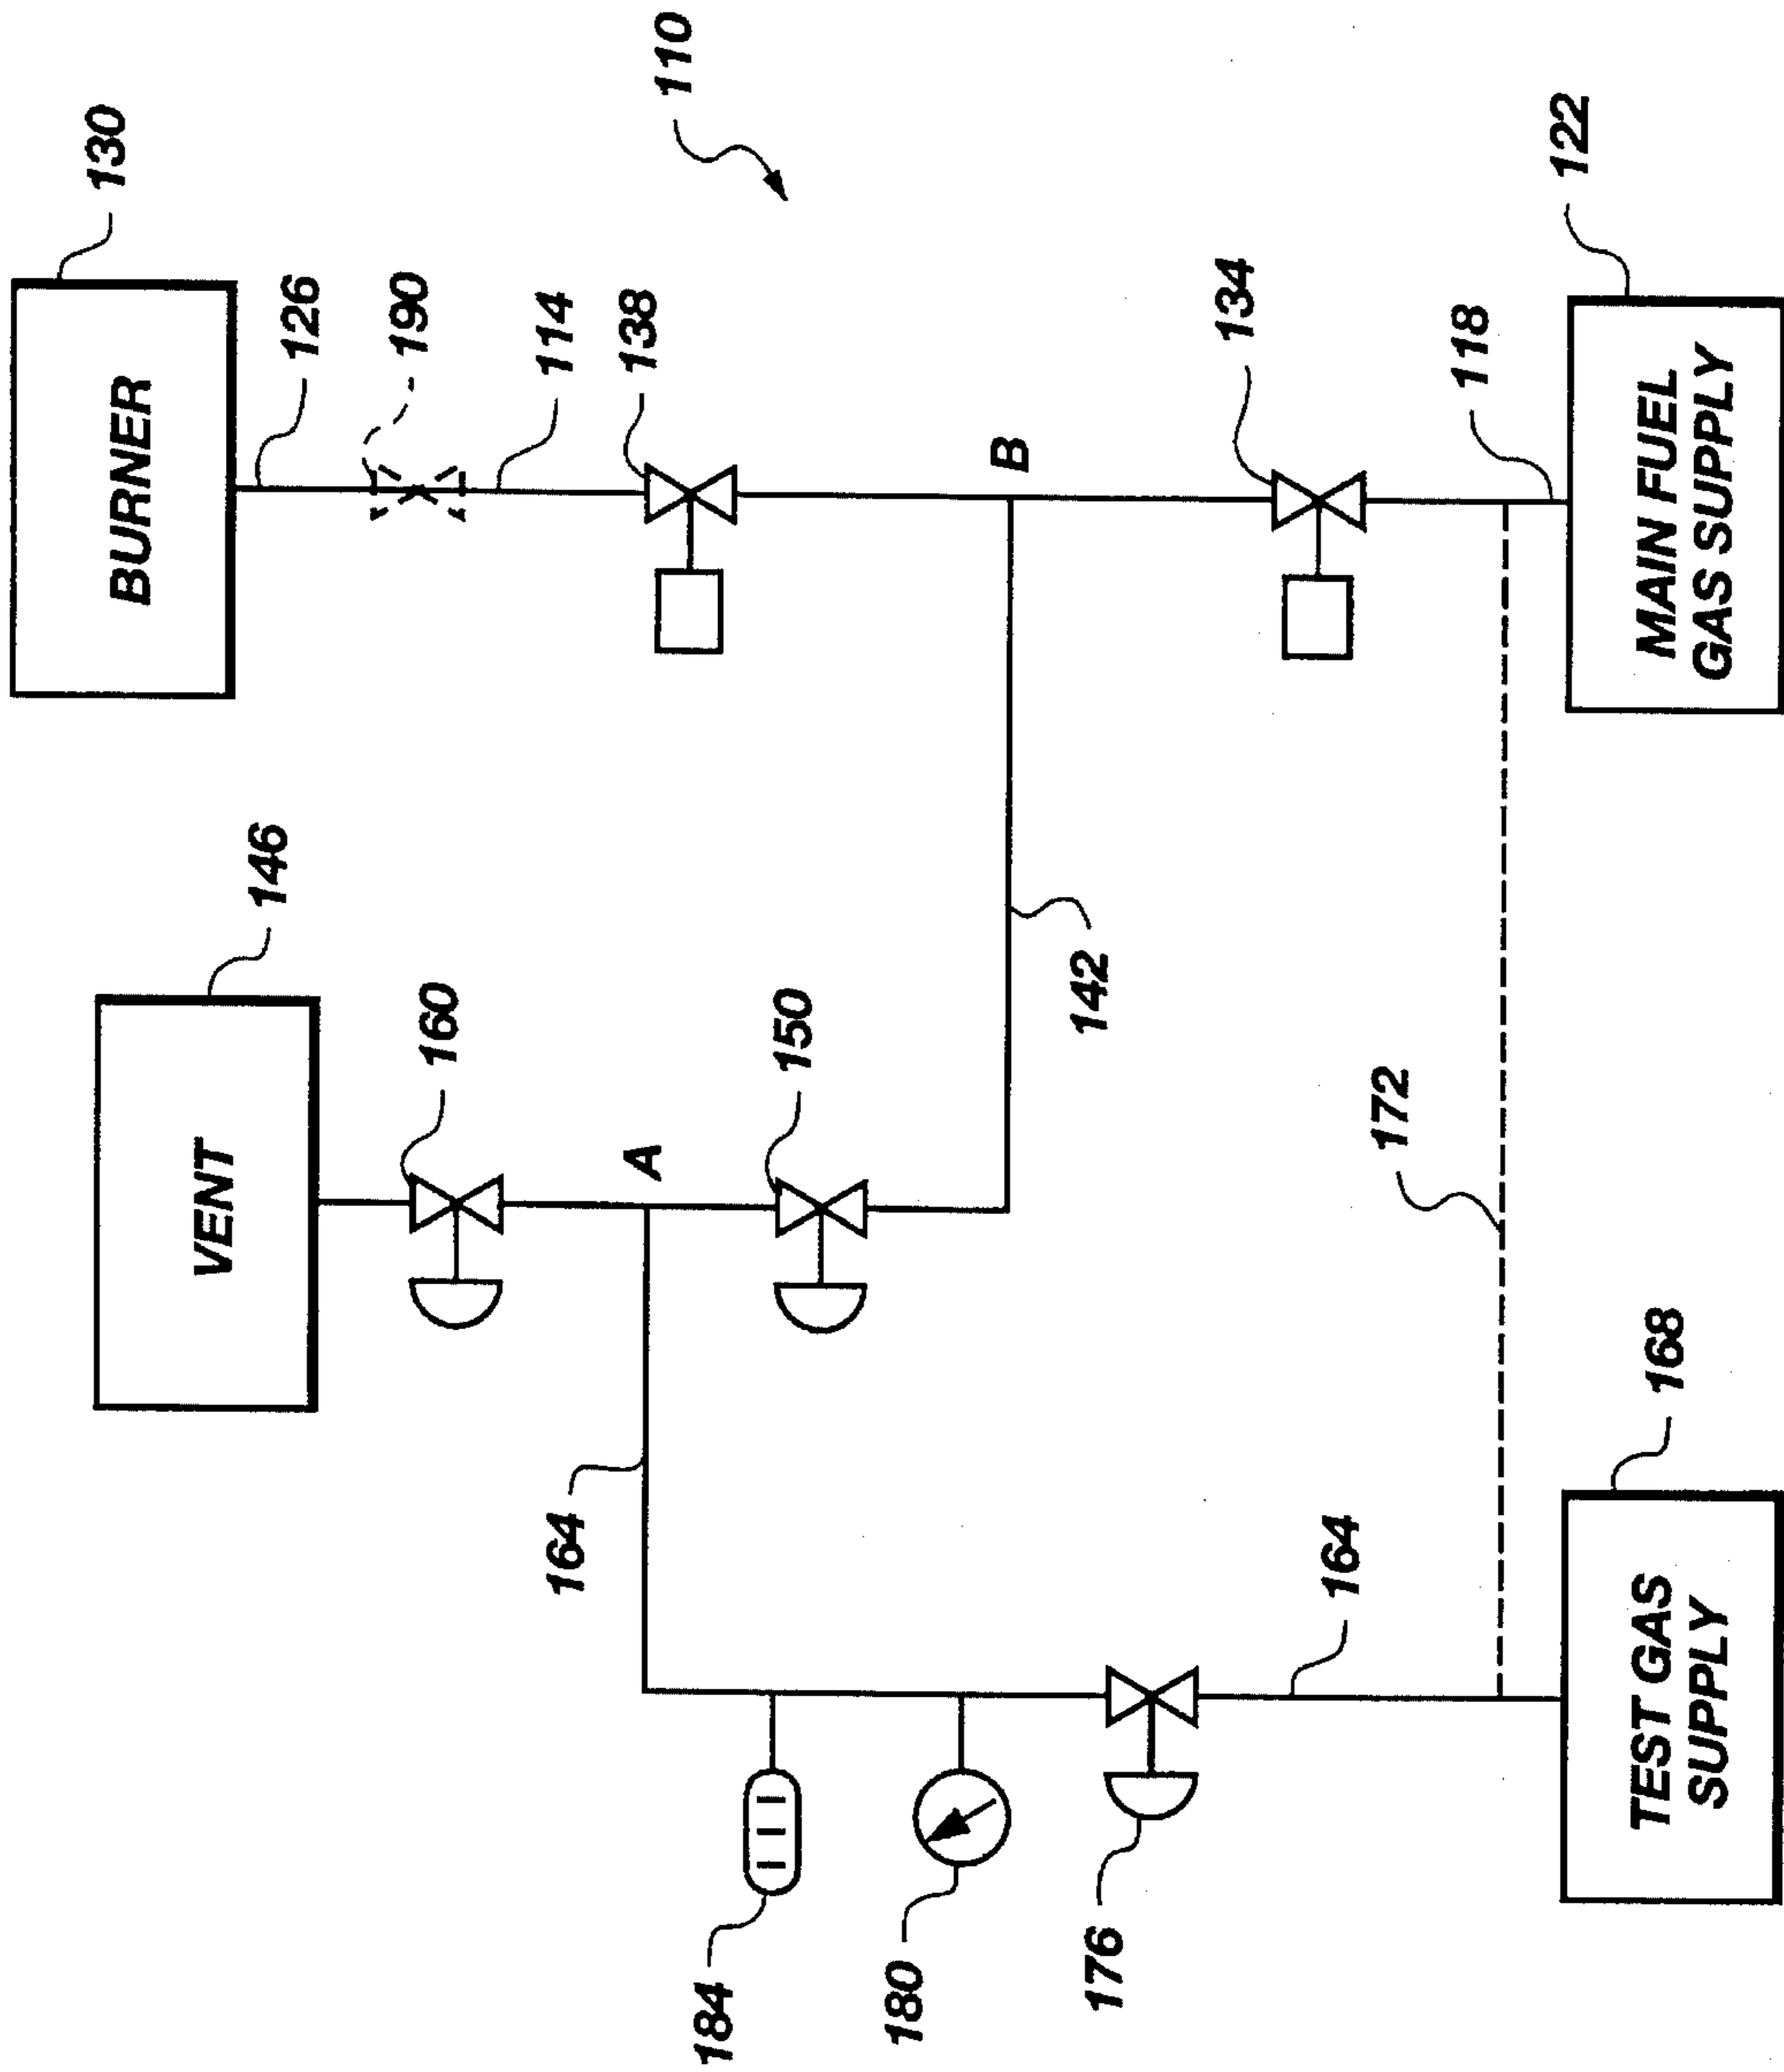 BURNER
130
126
190
114
138
110
B
134
118
MAIN FUEL
GAS SUPPLY
122
VENT
146
160
A
150
142
172
164
164
TEST GAS
SUPPLY
168
184
180
176